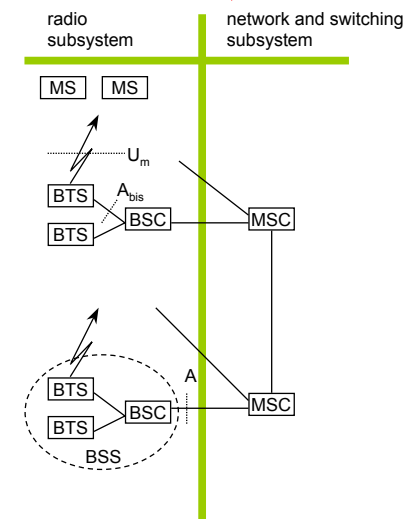 radio
subsystem
network and switching
subsystem
MS MS
Um
BTS
Abis
BSC MSC
BTS
A
BTS
BSC MSC
BTS
BSS